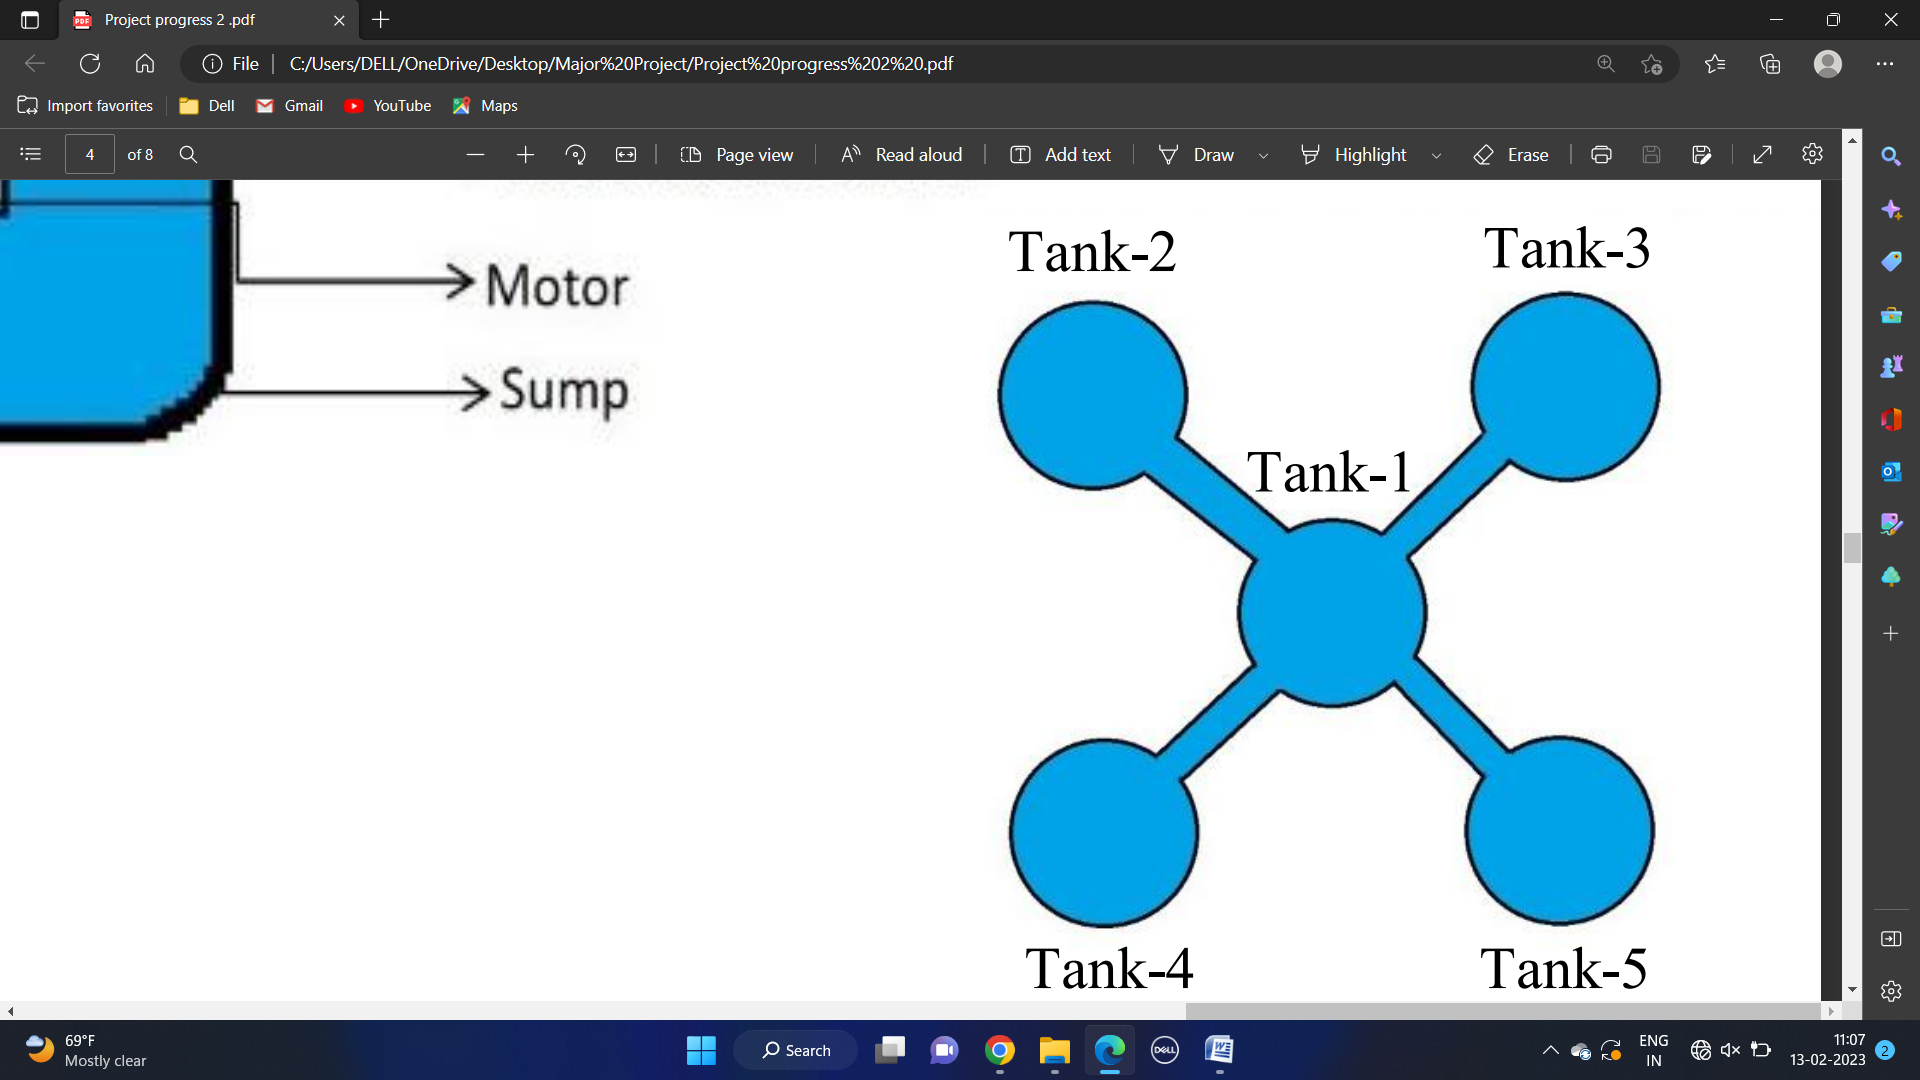 Project progress 2 .pdf
File
C:/Users/DELL/OneDrive/Desktop/Major%20Project/Project%20progress%202%20.pdf
Import favorites
Dell
Gmail
YouTube
Maps
4 of 8
Page view
Read aloud
Add text
Draw
Highlight
Erase
Motor
Sump
Tank-2
Tank-3
Tank-1
Tank-4
Tank-5
69°F
Mostly clear
Search
DELL
ENG
IN
11:07
13-02-2023
2